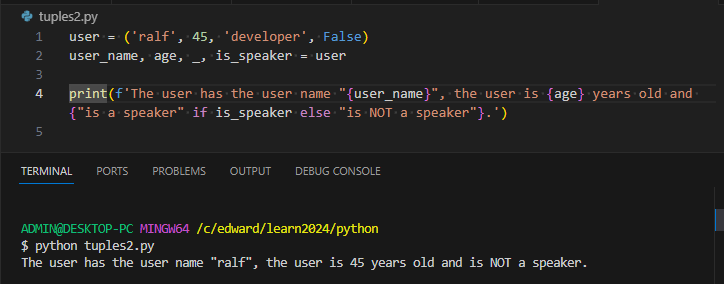 tuples2.py
1 user = ('ralf', 45, 'developer', False)
2 user_name, age, _, is_speaker = user
3
4 print(f'The user has the user name "{user_name}", the user is {age} years old and
{"is a speaker" if is_speaker else "is NOT a speaker"}.')
5
TERMINAL PORTS PROBLEMS OUTPUT DEBUG CONSOLE
ADMIN@DESKTOP-PC MINGW64 /c/edward/learn2024/python
$ python tuples2.py
The user has the user name "ralf", the user is 45 years old and is NOT a speaker.